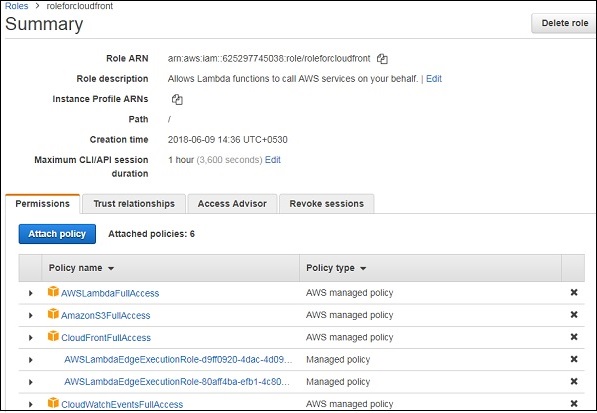 Roles > roleforcloudfront
Summary
Delete role
Role ARN arn:aws:iam::625297745038:role/roleforcloudfront
Role description Allows Lambda functions to call AWS services on your behalf. | Edit
Instance Profile ARNs
Path /
Creation time 2018-06-09 14:36 UTC+0530
Maximum CLI/API session duration 1 hour (3,600 seconds) Edit
Permissions Trust relationships Access Advisor Revoke sessions
Attach policy Attached policies: 6
Policy name Policy type
AWSLambdaFullAccess AWS managed policy
AmazonS3FullAccess AWS managed policy
CloudFrontFullAccess AWS managed policy
AWSLambdaEdgeExecutionRole-d9ff0920-4dac-4d09... Managed policy
AWSLambdaEdgeExecutionRole-80aff4ba-efb1-4c80... Managed policy
CloudWatchEventsFullAccess AWS managed policy